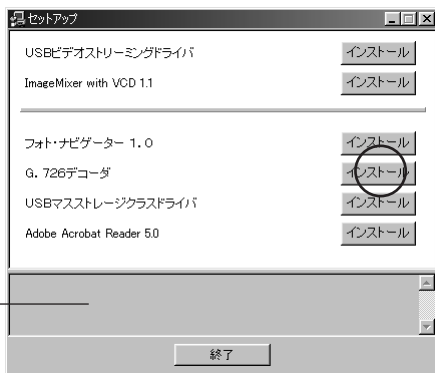 セットアップ
USBビデオストリーミングドライバ インストール
ImageMixer with VCD 1.1 インストール
フォト・ナビゲーター 1.0 インストール
G. 726デコーダ インストール
USBマスストレージクラスドライバ インストール
Adobe Acrobat Reader 5.0 インストール
終了